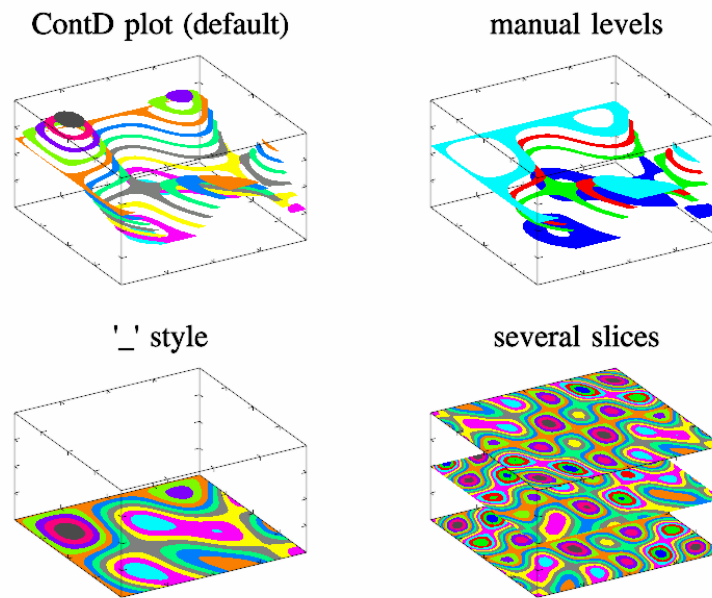 ContD plot (default)
manual levels
'_' style
several slices